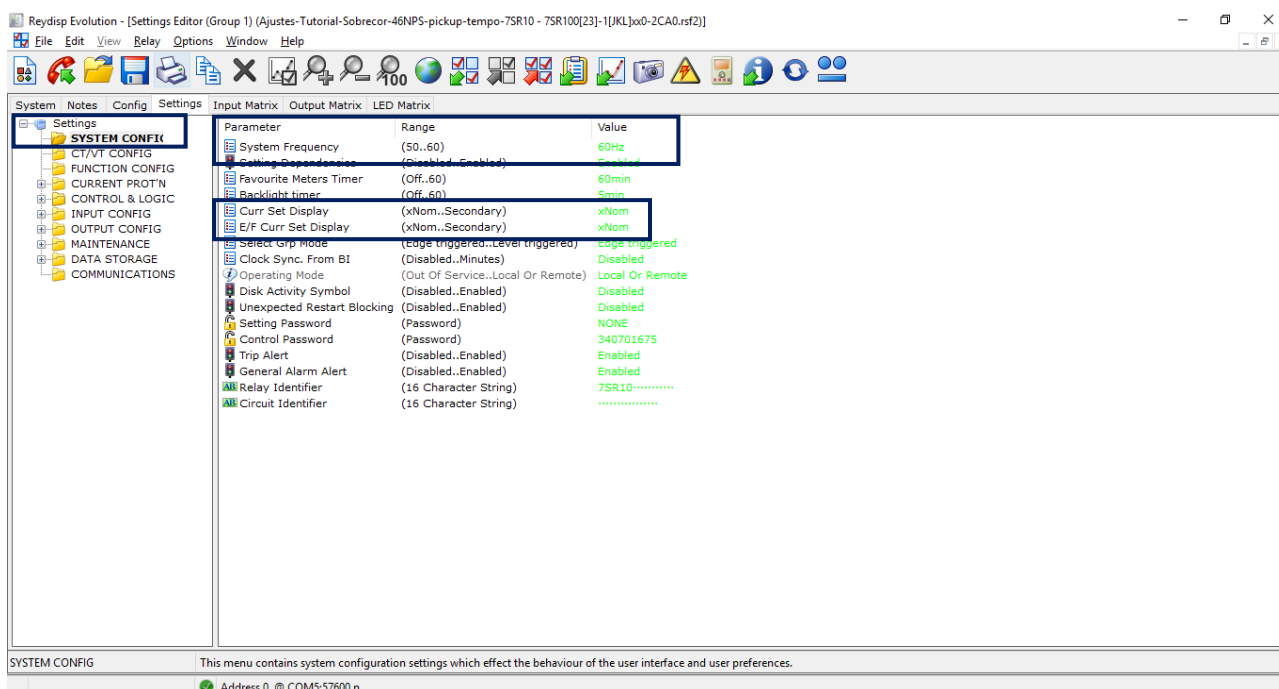 Reydisp Evolution - [Settings Editor (Group 1) (Ajustes-Tutorial-Sobrecor-46NPS-pickup-tempo-7SR10 - 7SR100[23]-1[JKL]xx0-2CA0.rsf2)]
File Edit View Relay Options Window Help
100
System Notes Config Settings Input Matrix Output Matrix LED Matrix
Settings
SYSTEM CONFI
CT/VT CONFIG
FUNCTION CONFIG
CURRENT PROT'N
CONTROL & LOGIC
INPUT CONFIG
OUTPUT CONFIG
MAINTENANCE
DATA STORAGE
COMMUNICATIONS
Parameter Range Value
System Frequency (50..60) 60Hz
Setting Dependencies (Disabled..Enabled) Enabled
Favourite Meters Timer (Off..60) 60min
Backlight timer (Off..60) 5min
Curr Set Display (xNom..Secondary) xNom
E/F Curr Set Display (xNom..Secondary) xNom
Select Grp Mode (Edge triggered..Level triggered) Edge triggered
Clock Sync. From BI (Disabled..Minutes) Disabled
Operating Mode (Out Of Service..Local Or Remote) Local Or Remote
Disk Activity Symbol (Disabled..Enabled) Disabled
Unexpected Restart Blocking (Disabled..Enabled) Disabled
Setting Password (Password) NONE
Control Password (Password) 340701675
Trip Alert (Disabled..Enabled) Enabled
General Alarm Alert (Disabled..Enabled) Enabled
Relay Identifier (16 Character String) 7SR10···········
Circuit Identifier (16 Character String) ················
SYSTEM CONFIG This menu contains system configuration settings which effect the behaviour of the user interface and user preferences.
Address 0 @ COM5:57600,n